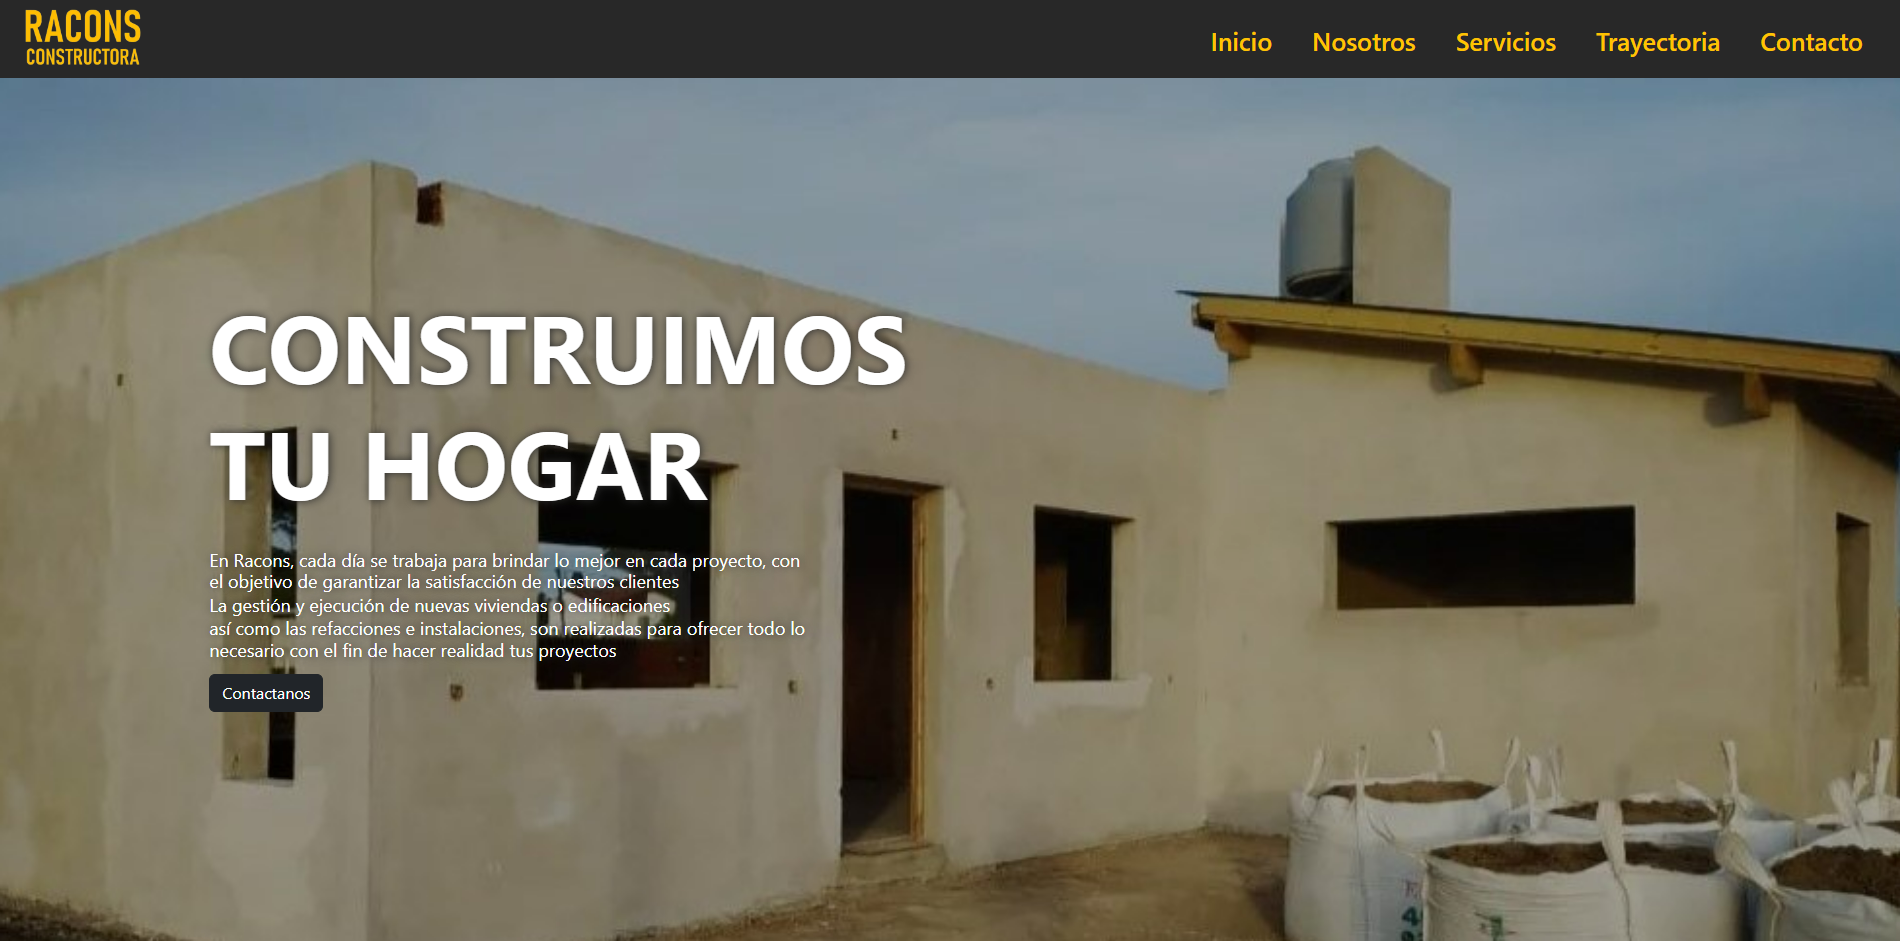 RACONS
CONSTRUCTORA
Inicio Nosotros Servicios Trayectoria Contacto
CONSTRUIMOS
TU HOGAR
En Racons, cada día se trabaja para brindar lo mejor en cada proyecto, con
el objetivo de garantizar la satisfacción de nuestros clientes
La gestión y ejecución de nuevas viviendas o edificaciones
así como las refacciones e instalaciones, son realizadas para ofrecer todo lo
necesario con el fin de hacer realidad tus proyectos
Contactanos